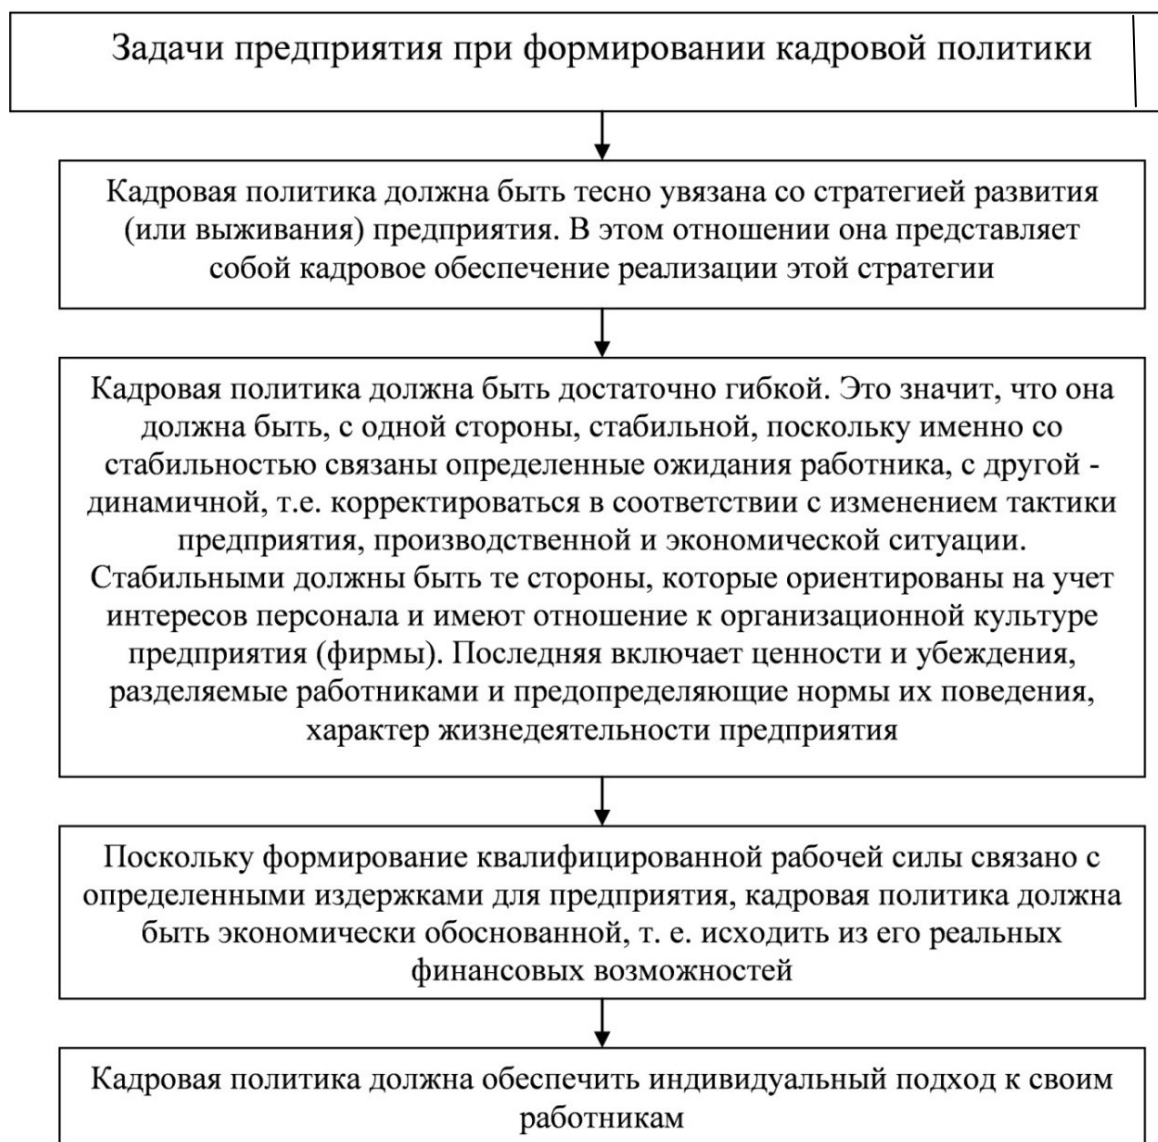 Задачи предприятия при формировании кадровой политики
Кадровая политика должна быть тесно увязана со стратегией развития
(или выживания) предприятия. В этом отношении она представляет
собой кадровое обеспечение реализации этой стратегии
Кадровая политика должна быть достаточно гибкой. Это значит, что она
должна быть, с одной стороны, стабильной, поскольку именно со
стабильностью связаны определенные ожидания работника, с другой -
динамичной, т.е. корректироваться в соответствии с изменением тактики
предприятия, производственной и экономической ситуации.
Стабильными должны быть те стороны, которые ориентированы на учет
интересов персонала и имеют отношение к организационной культуре
предприятия (фирмы). Последняя включает ценности и убеждения,
разделяемые работниками и предопределяющие нормы их поведения,
характер жизнедеятельности предприятия
Поскольку формирование квалифицированной рабочей силы связано с
определенными издержками для предприятия, кадровая политика должна
быть экономически обоснованной, т. е. исходить из его реальных
финансовых возможностей
Кадровая политика должна обеспечить индивидуальный подход к своим
работникам